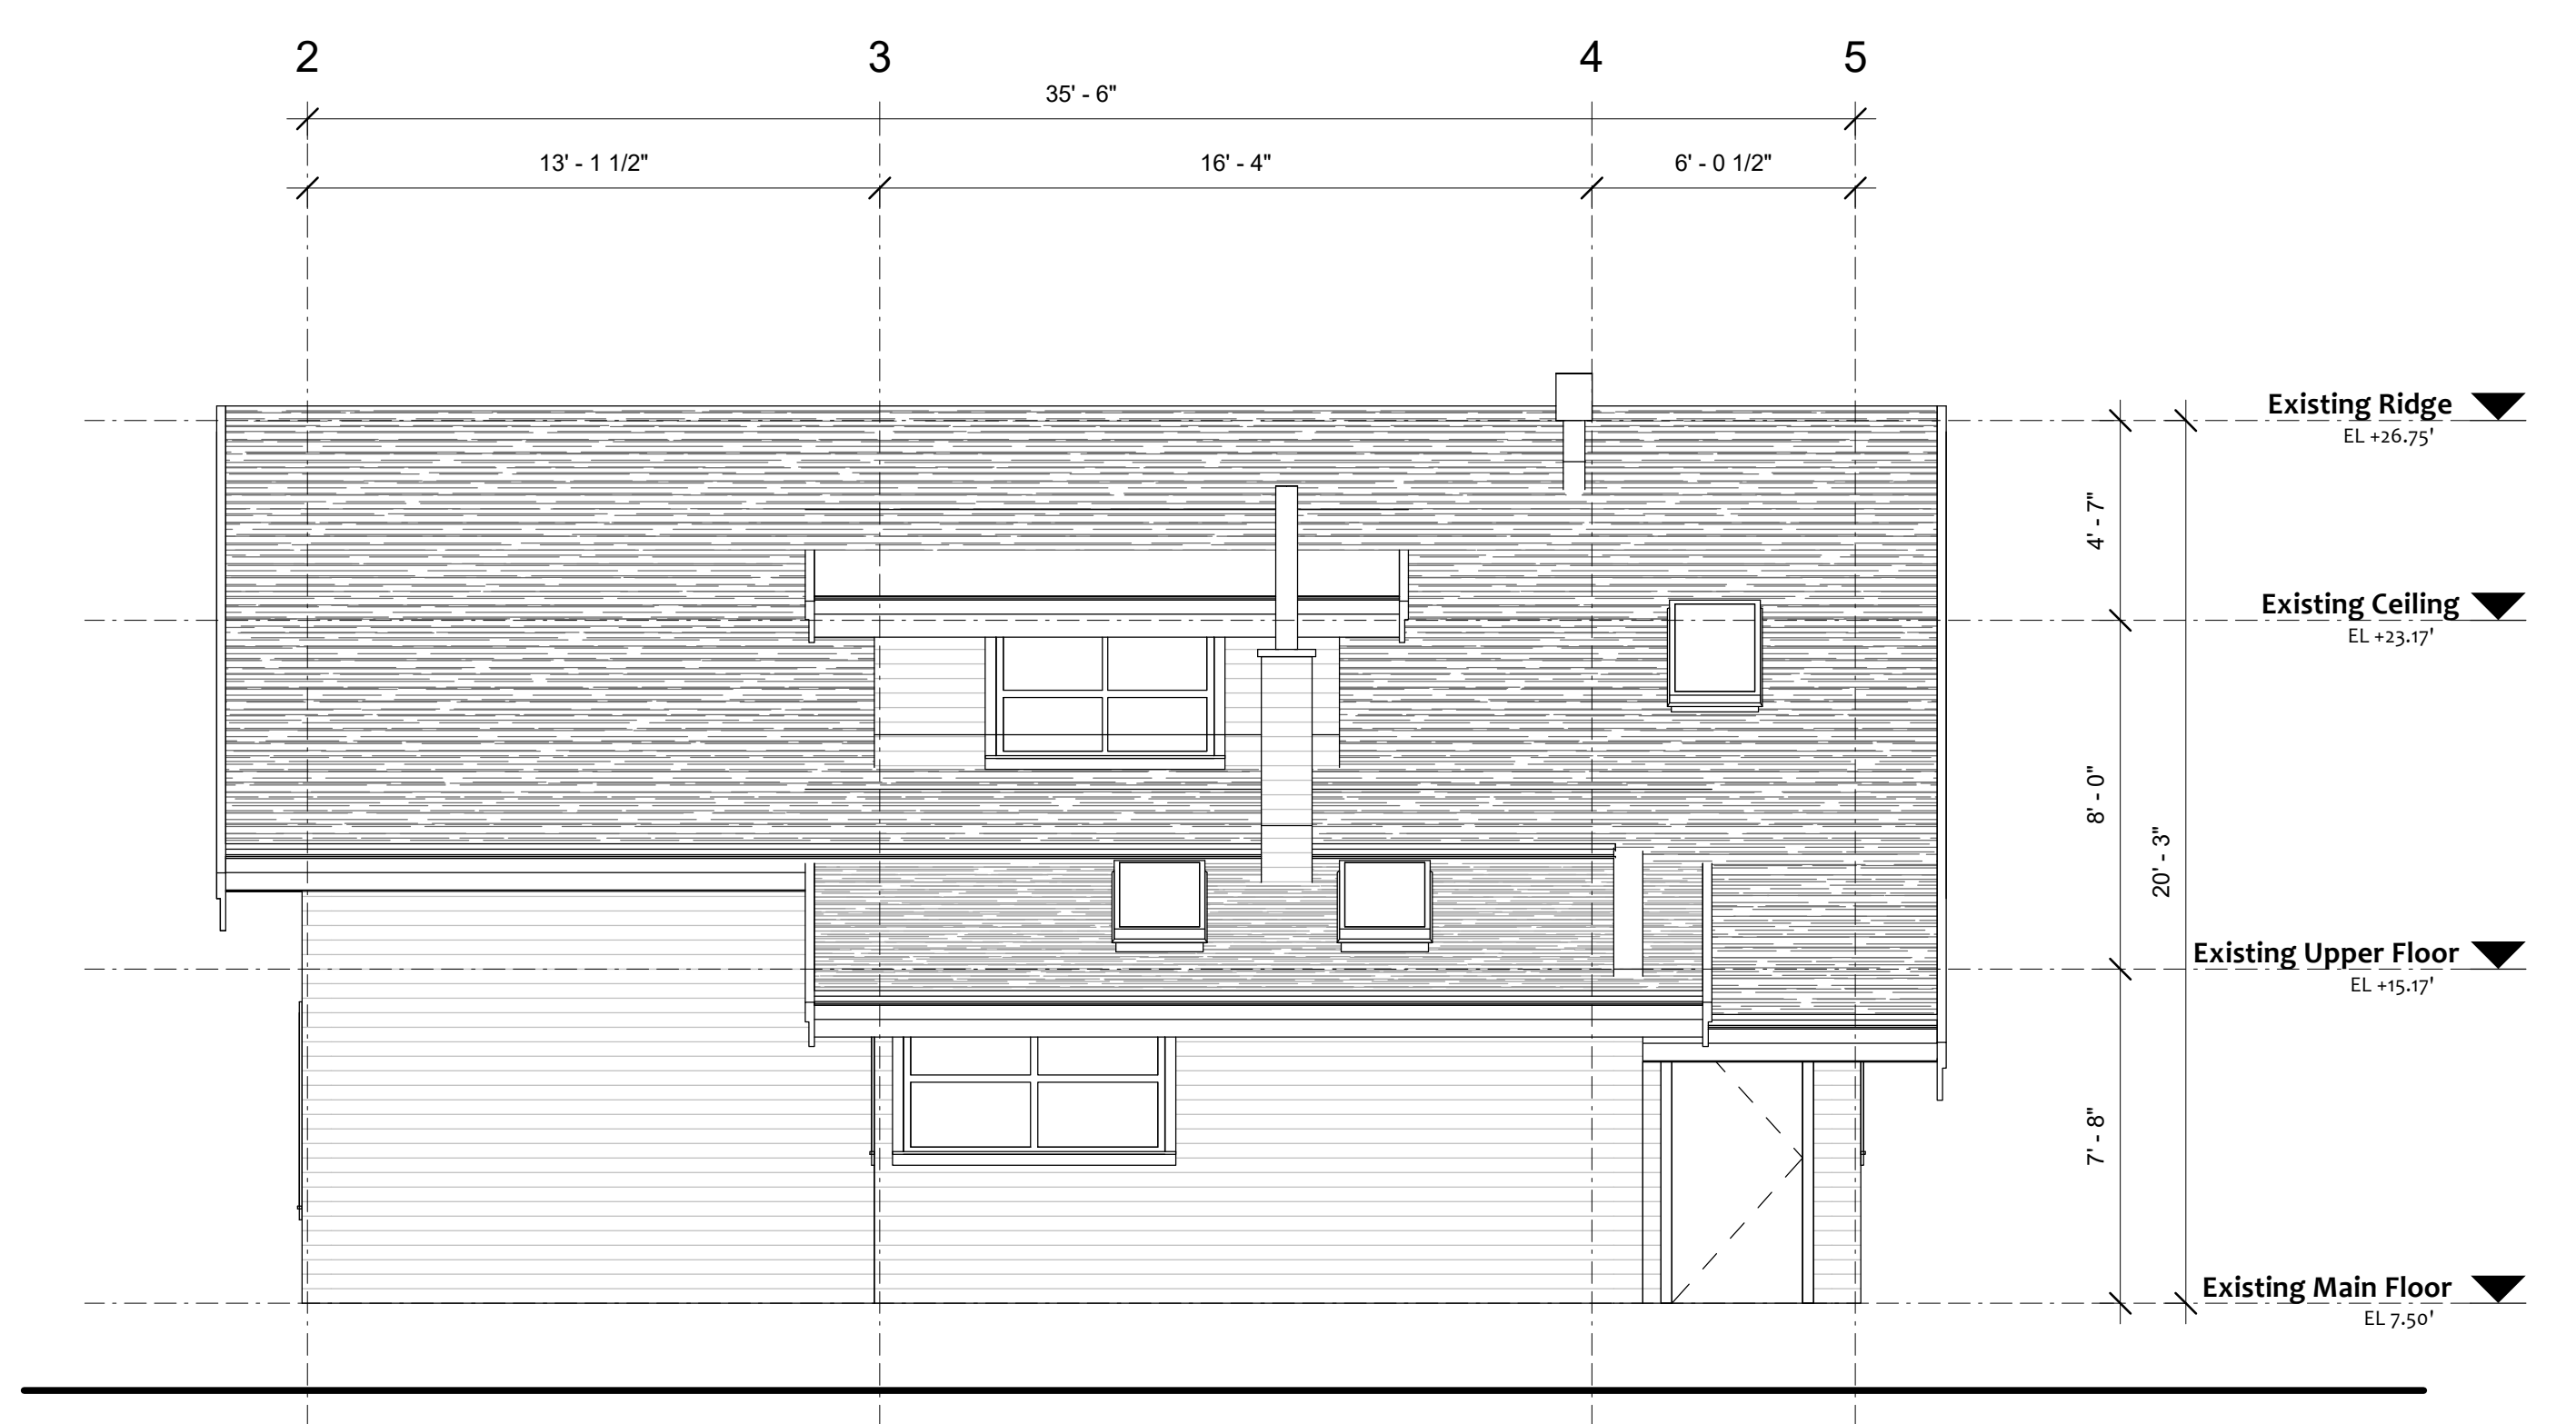 2 3 4 5
35' - 6"
13' - 1 1/2" 16' - 4" 6' - 0 1/2"
Existing Ridge
EL +26.75'
4' - 7"
Existing Ceiling
EL +23.17'
8' - 0"
20' - 3"
Existing Upper Floor
EL +15.17'
7' - 8"
Existing Main Floor
EL 7.50'